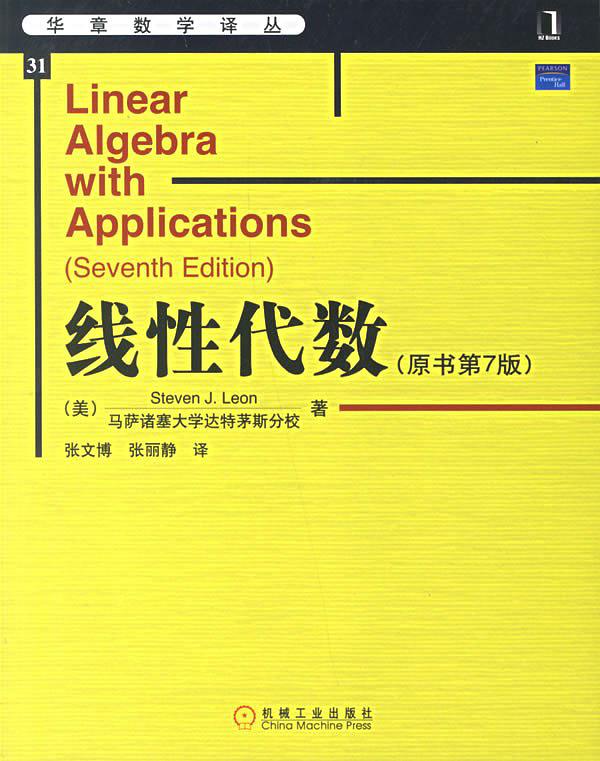 华章数学译丛
HZ Books
31
PEARSON
Prentice
Hall
Linear
Algebra
with
Applications
(Seventh Edition)
线性代数(原书第7版)
(美) Steven J. Leon 著
马萨诸塞大学达特茅斯分校
张文博 张丽静 译
机械工业出版社
China Machine Press